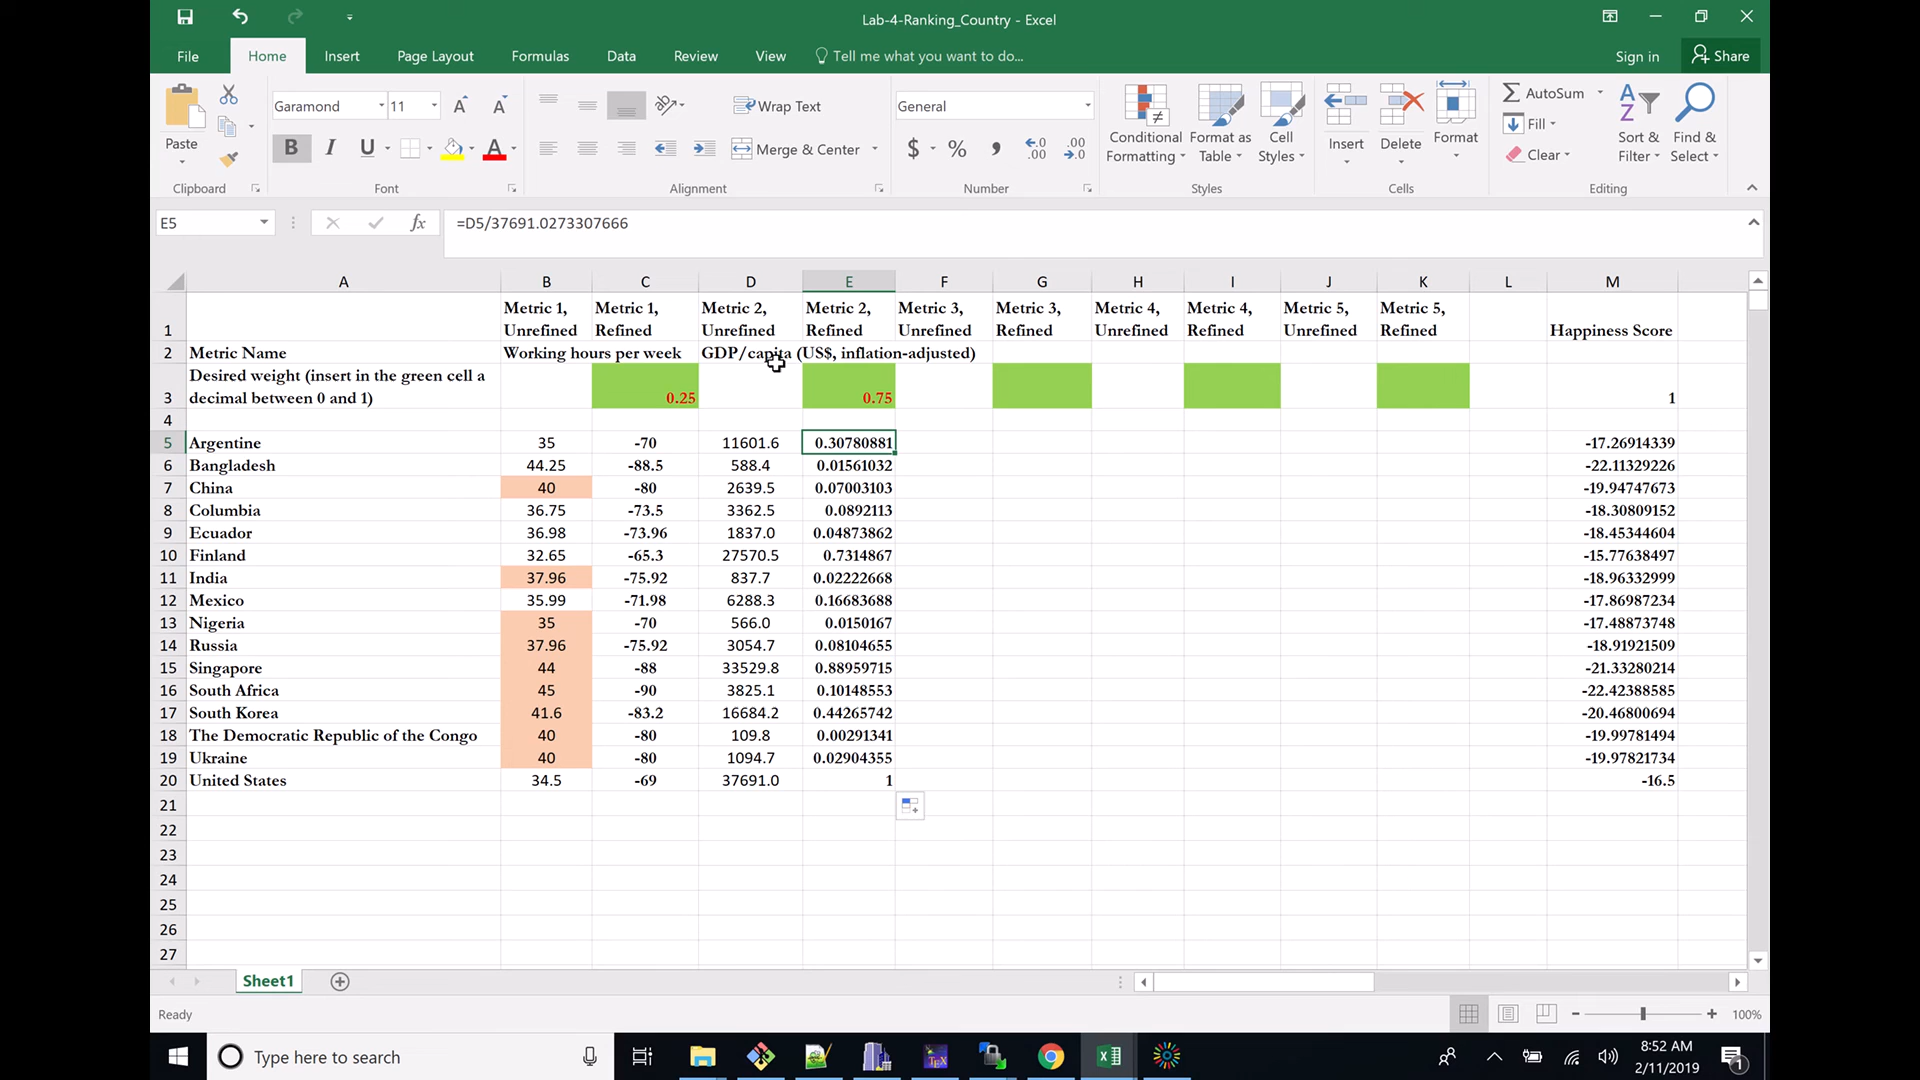 Lab-4-Ranking_Country - Excel
File Home Insert Page Layout Formulas Data Review View Tell me what you want to do... Sign in Share
Paste
Clipboard
Garamond 11
B I U A
Font
Wrap Text
Merge & Center
Alignment
General
$ % , .00 .00
Number
Conditional Formatting
Format as Table
Cell Styles
Styles
Insert Delete Format
Cells
AutoSum
Fill
Clear
Sort & Filter
Find & Select
Editing
E5 fx =D5/37691.0273307666
A B C D E F G H I J K L M
1 Metric 1, Unrefined Metric 1, Refined Metric 2, Unrefined Metric 2, Refined Metric 3, Unrefined Metric 3, Refined Metric 4, Unrefined Metric 4, Refined Metric 5, Unrefined Metric 5, Refined Happiness Score
2 Metric Name Working hours per week GDP/capita (US$, inflation-adjusted)
3 Desired weight (insert in the green cell a decimal between 0 and 1) 0.25 0.75 1
4
5 Argentine 35 -70 11601.6 0.30780881 -17.26914339
6 Bangladesh 44.25 -88.5 588.4 0.01561032 -22.11329226
7 China 40 -80 2639.5 0.07003103 -19.94747673
8 Columbia 36.75 -73.5 3362.5 0.0892113 -18.30809152
9 Ecuador 36.98 -73.96 1837.0 0.04873862 -18.45344604
10 Finland 32.65 -65.3 27570.5 0.7314867 -15.77638497
11 India 37.96 -75.92 837.7 0.02222668 -18.96332999
12 Mexico 35.99 -71.98 6288.3 0.16683688 -17.86987234
13 Nigeria 35 -70 566.0 0.0150167 -17.48873748
14 Russia 37.96 -75.92 3054.7 0.08104655 -18.91921509
15 Singapore 44 -88 33529.8 0.88959715 -21.33280214
16 South Africa 45 -90 3825.1 0.10148553 -22.42388585
17 South Korea 41.6 -83.2 16684.2 0.44265742 -20.46800694
18 The Democratic Republic of the Congo 40 -80 109.8 0.00291341 -19.99781494
19 Ukraine 40 -80 1094.7 0.02904355 -19.97821734
20 United States 34.5 -69 37691.0 1 -16.5
21
22
23
24
25
26
27
Sheet1
Ready 100%
Type here to search
8:52 AM
2/11/2019
1